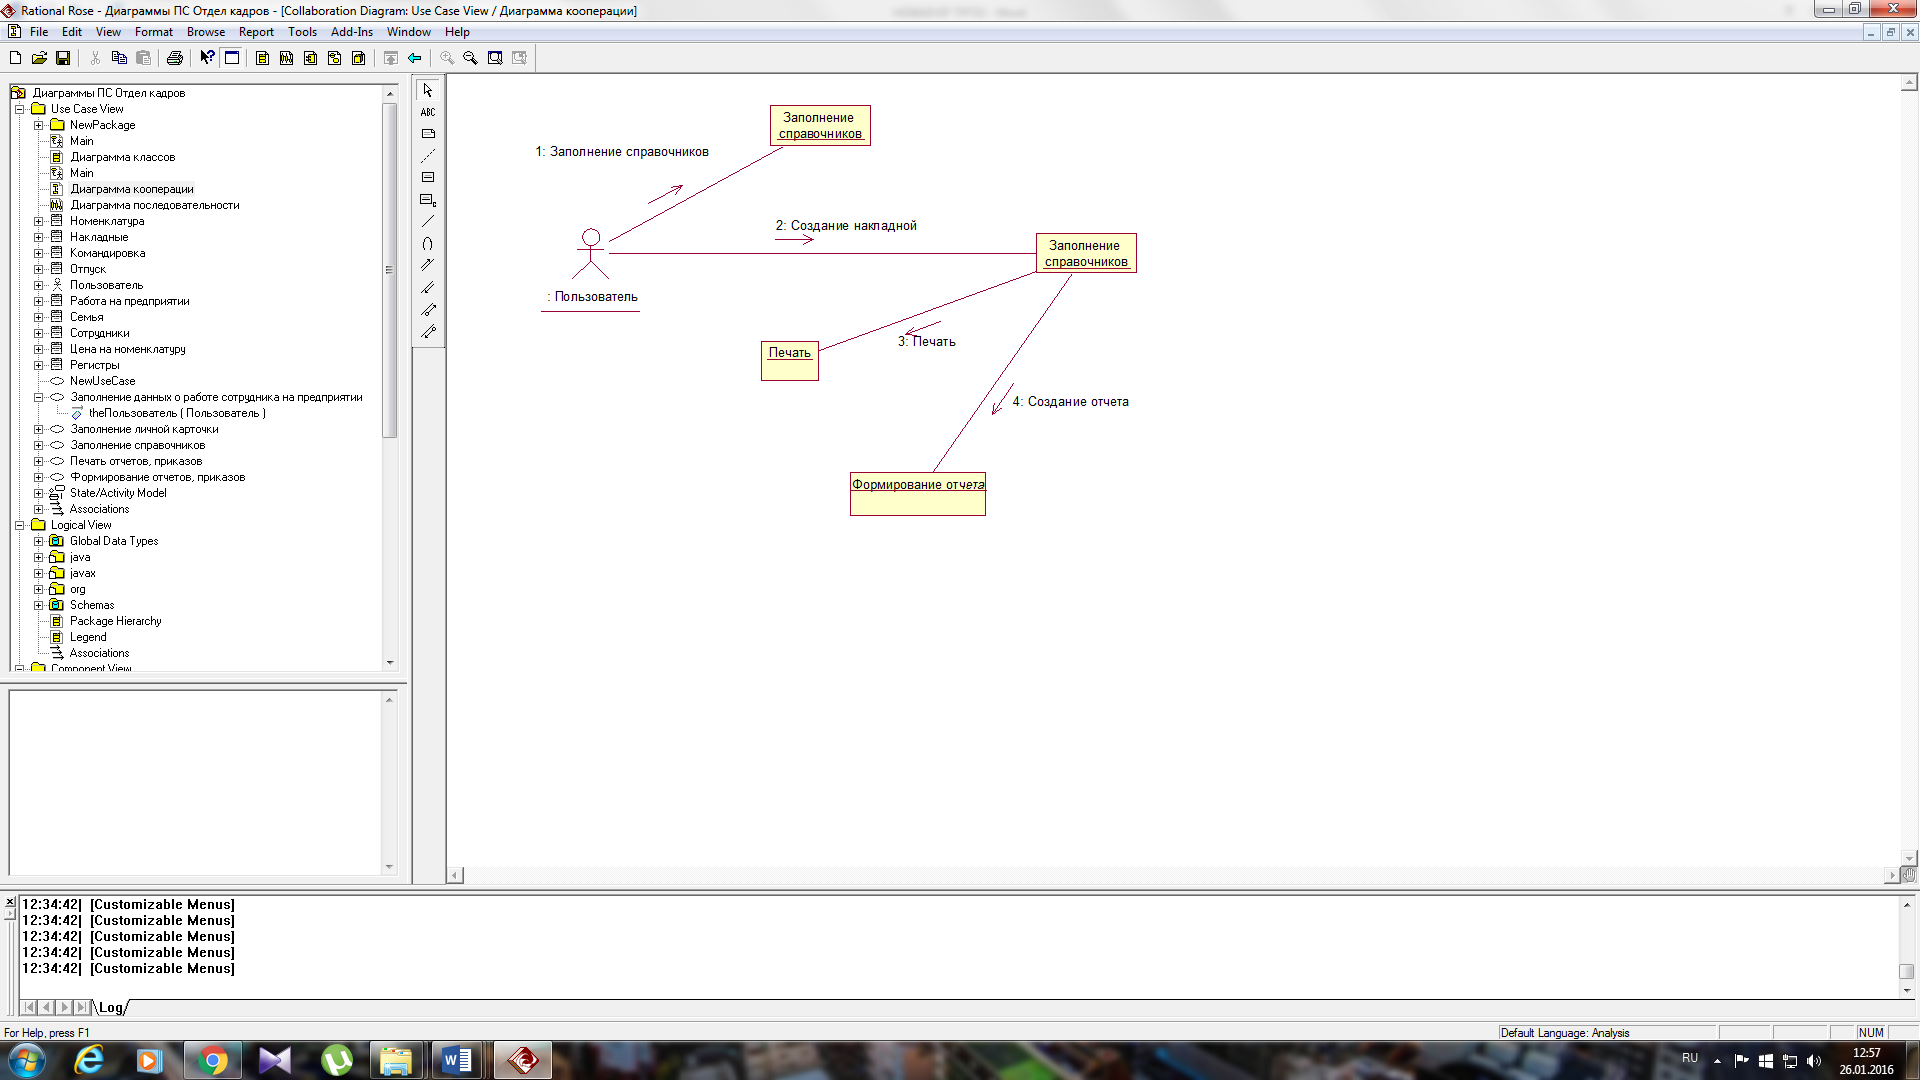 Rational Rose - Диаграммы ПС Отдел кадров - [Collaboration Diagram: Use Case View / Диаграмма кооперации]
File Edit View Format Browse Report Tools Add-Ins Window Help
Диаграммы ПС Отдел кадров
Use Case View
NewPackage
Main
Диаграмма классов
Main
Диаграмма кооперации
Диаграмма последовательности
Номенклатура
Накладные
Командировка
Отпуск
Пользователь
Работа на предприятии
Семья
Сотрудники
Цена на номенклатуру
Регистры
NewUseCase
Заполнение данных о работе сотрудника на предприятии
theПользователь ( Пользователь )
Заполнение личной карточки
Заполнение справочников
Печать отчетов, приказов
Формирование отчетов, приказов
State/Activity Model
Associations
Logical View
Global Data Types
java
javax
org
Schemas
Package Hierarchy
Legend
Associations
Component View
ABC
Заполнение
справочников
1: Заполнение справочников
2: Создание накладной
Заполнение
справочников
: Пользователь
3: Печать
Печать
4: Создание отчета
Формирование отчета
12:34:42| [Customizable Menus]
12:34:42| [Customizable Menus]
12:34:42| [Customizable Menus]
12:34:42| [Customizable Menus]
12:34:42| [Customizable Menus]
Log
For Help, press F1
Default Language: Analysis
NUM
RU
12:57
26.01.2016